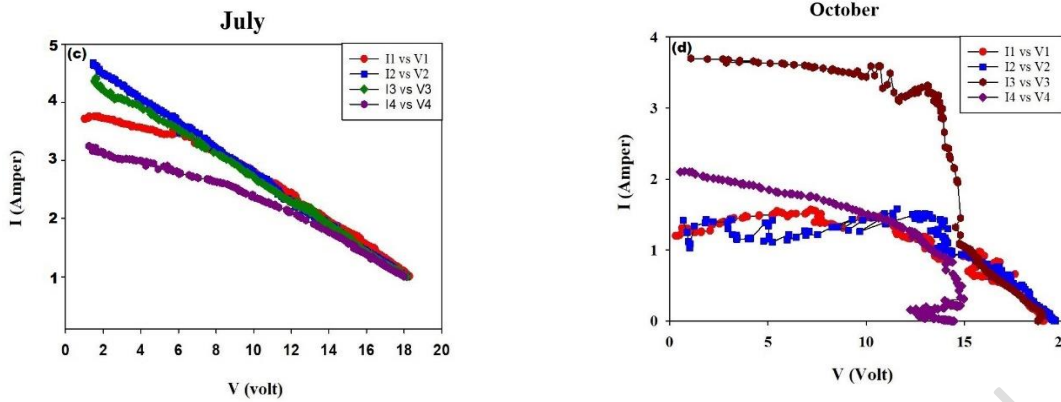 July
(c)
I1 vs V1
I2 vs V2
I3 vs V3
I4 vs V4
5
4
3
2
1
I (Amper)
0 2 4 6 8 10 12 14 16 18 20
V (volt)
October
(d)
I1 vs V1
I2 vs V2
I3 vs V3
I4 vs V4
4
3
2
1
0
I (Amper)
0 5 10 15
V (Volt)